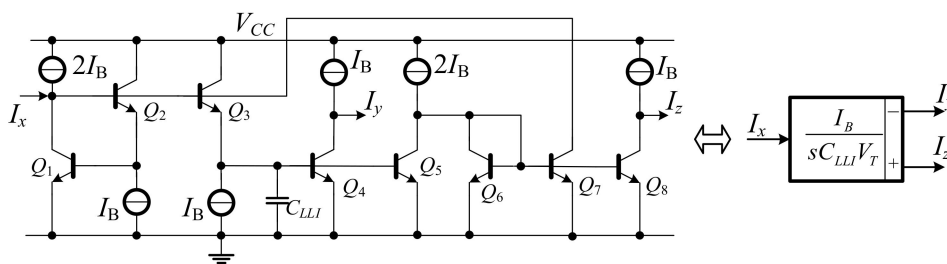 V_CC
2I_B
I_B
2I_B
I_B
I_x
Q_2
Q_3
I_y
I_z
Q_1
Q_4
Q_5
Q_6
Q_7
Q_8
I_B
I_B
C_LLI
I_x
I_B
sC_LLI V_T
−
+
I
I_z